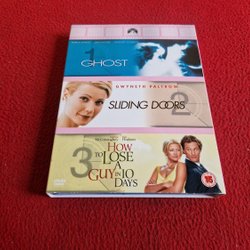 1
GHOST
GWYNETH PALTROW
SLIDING DOORS
2
3
HOW
TO LOSE
A
GUY IN 10
DAYS
15